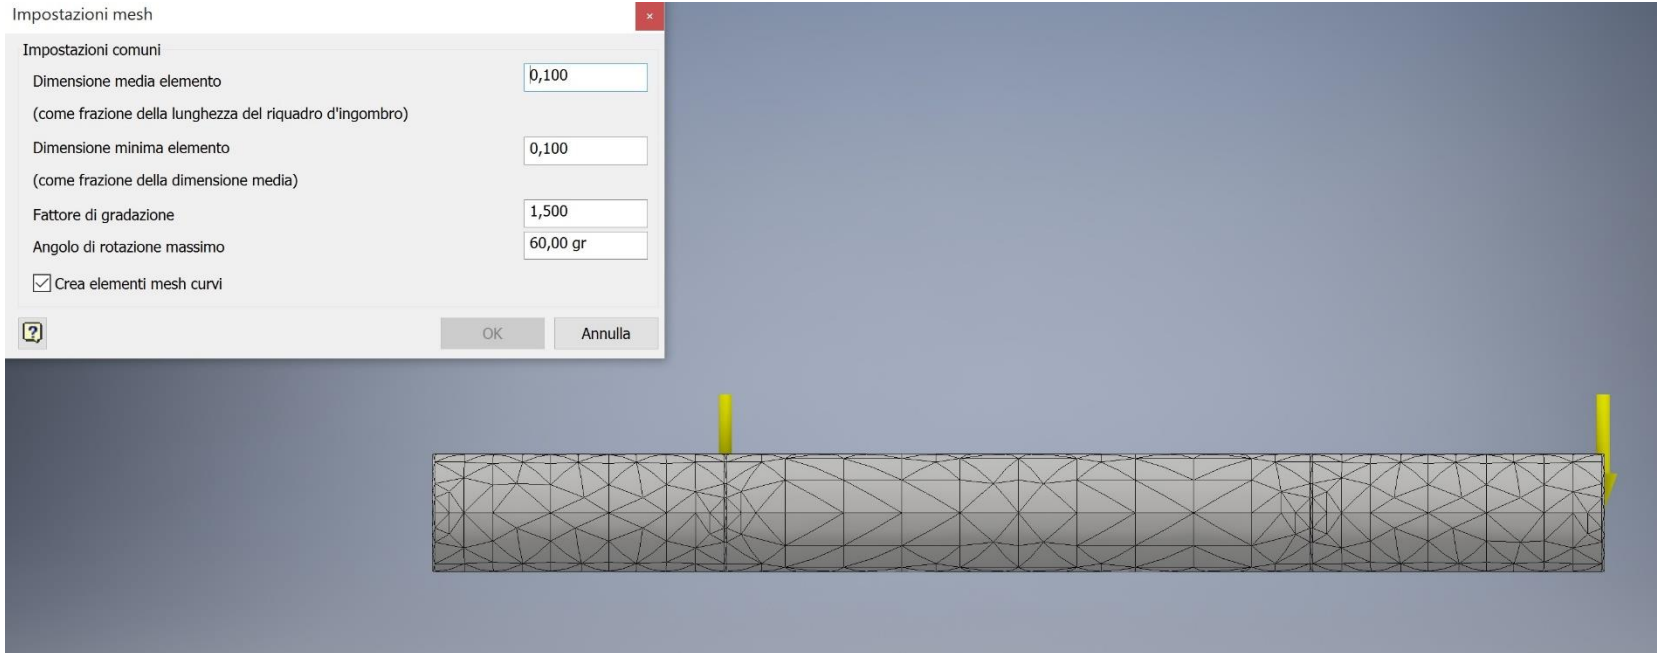 Impostazioni mesh
Impostazioni comuni
Dimensione media elemento 0,100
(come frazione della lunghezza del riquadro d'ingombro)
Dimensione minima elemento 0,100
(come frazione della dimensione media)
Fattore di gradazione 1,500
Angolo di rotazione massimo 60,00 gr
Crea elementi mesh curvi
? OK Annulla